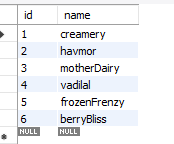 id name
1 creamery
2 havmor
3 motherDairy
4 vadilal
5 frozenFrenzy
6 berryBliss
NULL NULL